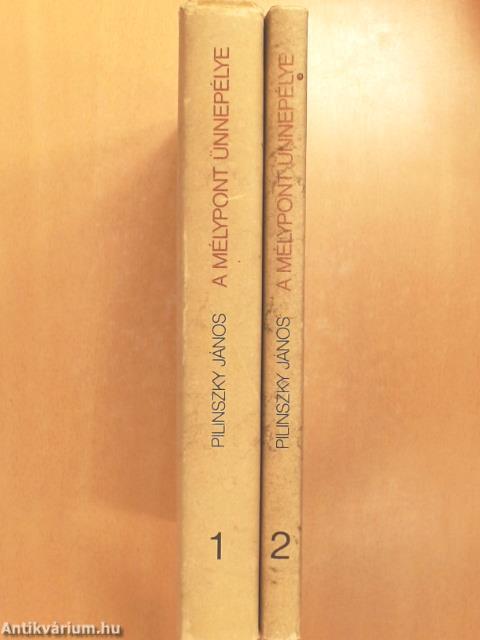 PILINSZKY JÁNOS A MÉLYPONT ÜNNEPÉLYE
1
PILINSZKY JÁNOS A MÉLYPONT ÜNNEPÉLYE
2
Antikvárium.hu